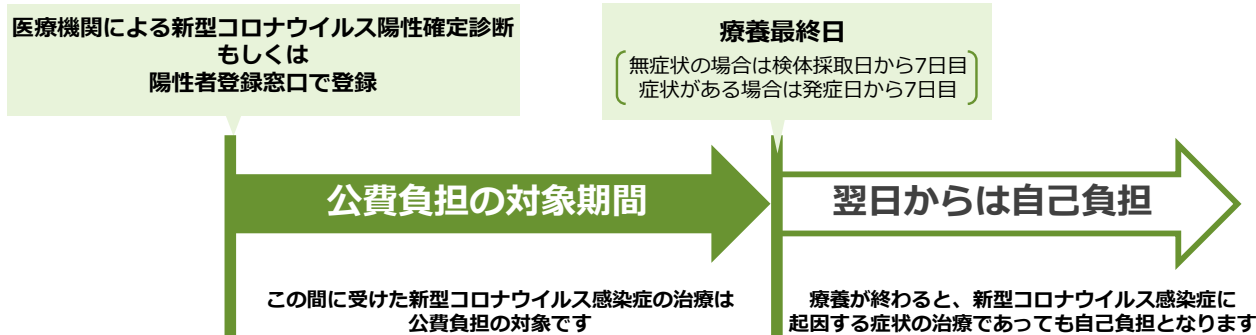 医療機関による新型コロナウイルス陽性確定診断
もしくは
陽性者登録窓口で登録
療養最終日
無症状の場合は検体採取日から7日目
症状がある場合は発症日から7日目
公費負担の対象期間
翌日からは自己負担
この間に受けた新型コロナウイルス感染症の治療は
公費負担の対象です
療養が終わると、新型コロナウイルス感染症に
起因する症状の治療であっても自己負担となります